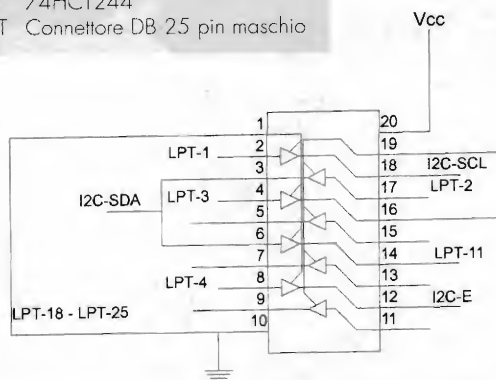 74HCT244
T Connettore DB 25 pin maschio
Vcc
1
20
2
19
LPT-1
3
18
I2C-SCL
4
17
LPT-2
I2C-SDA
LPT-3
5
16
6
15
7
14
LPT-11
8
13
LPT-4
9
12
I2C-E
LPT-18 - LPT-25
10
11